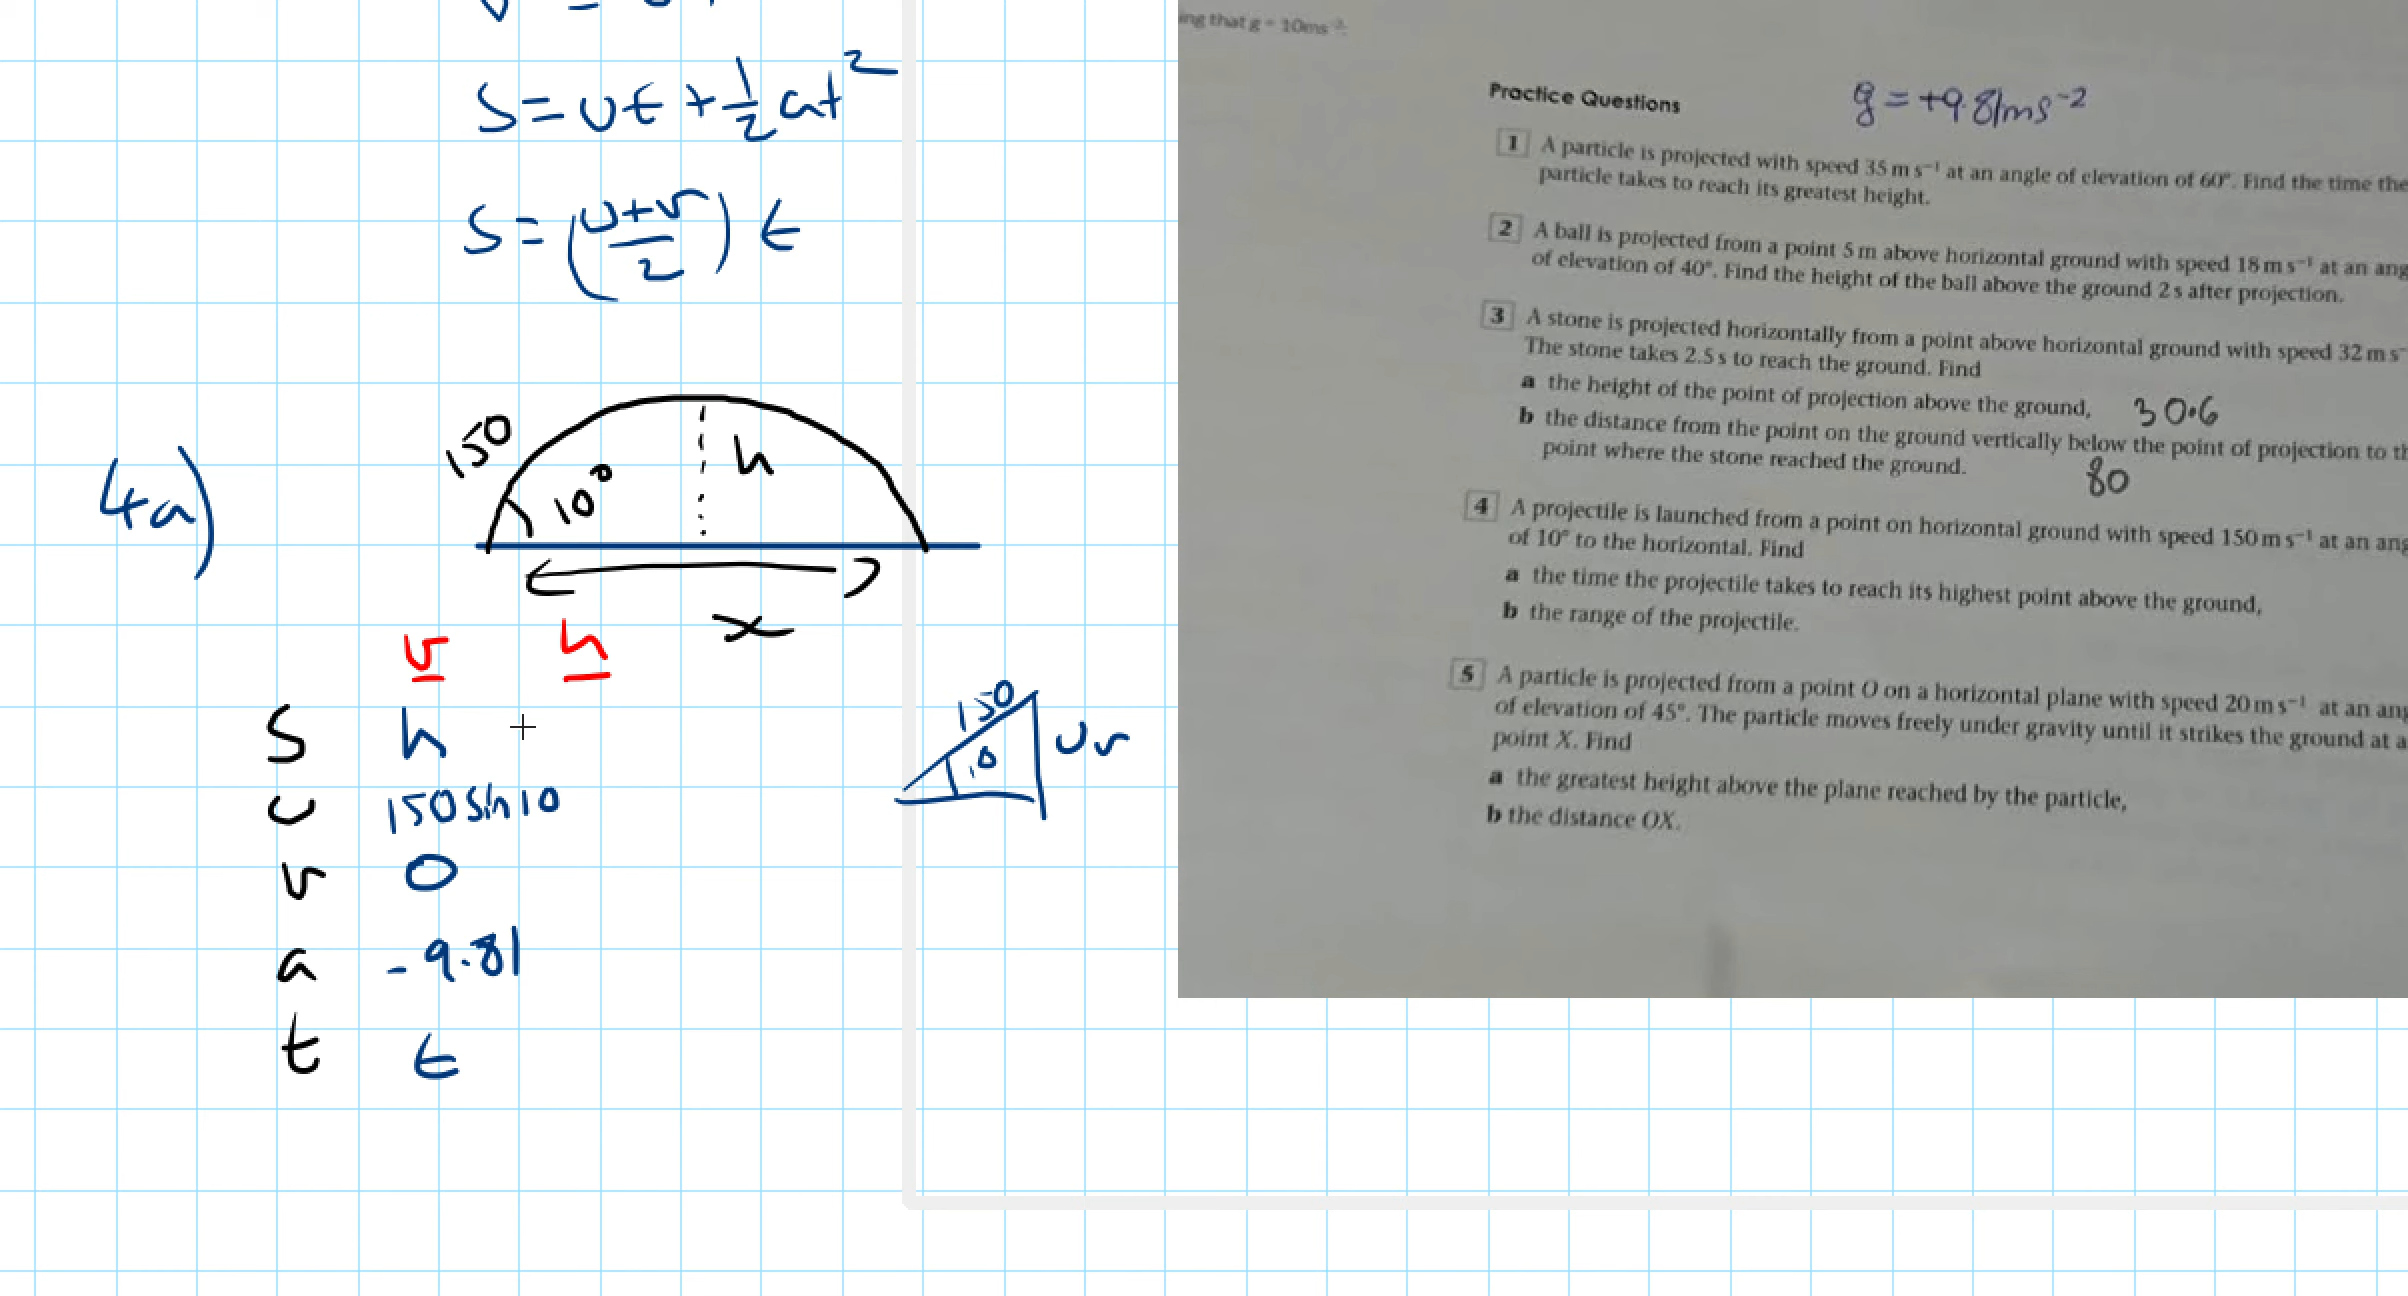 S = ut + ½at²
S = (u+v/2) t
4a)
150
10°
h
x
v h
S h
u 150 sin 10
v 0
a -9.81
t t
150
10
Uv
ing that g = 10ms⁻².
Practice Questions
g = +9.81ms⁻²
1 A particle is projected with speed 35 m s⁻¹ at an angle of elevation of 60°. Find the time the
particle takes to reach its greatest height.
2 A ball is projected from a point 5 m above horizontal ground with speed 18 m s⁻¹ at an
of elevation of 40°. Find the height of the ball above the ground 2 s after projection.
3 A stone is projected horizontally from a point above horizontal ground with speed 32 m s⁻
The stone takes 2.5 s to reach the ground. Find
a the height of the point of projection above the ground,
30.6
b the distance from the point on the ground vertically below the point of projection to
point where the stone reached the ground.
80
4 A projectile is launched from a point on horizontal ground with speed 150 m s⁻¹ at an
of 10° to the horizontal. Find
a the time the projectile takes to reach its highest point above the ground,
b the range of the projectile.
5 A particle is projected from a point O on a horizontal plane with speed 20 m s⁻¹ at an
of elevation of 45°. The particle moves freely under gravity until it strikes the ground at a
point X. Find
a the greatest height above the plane reached by the particle,
b the distance OX.